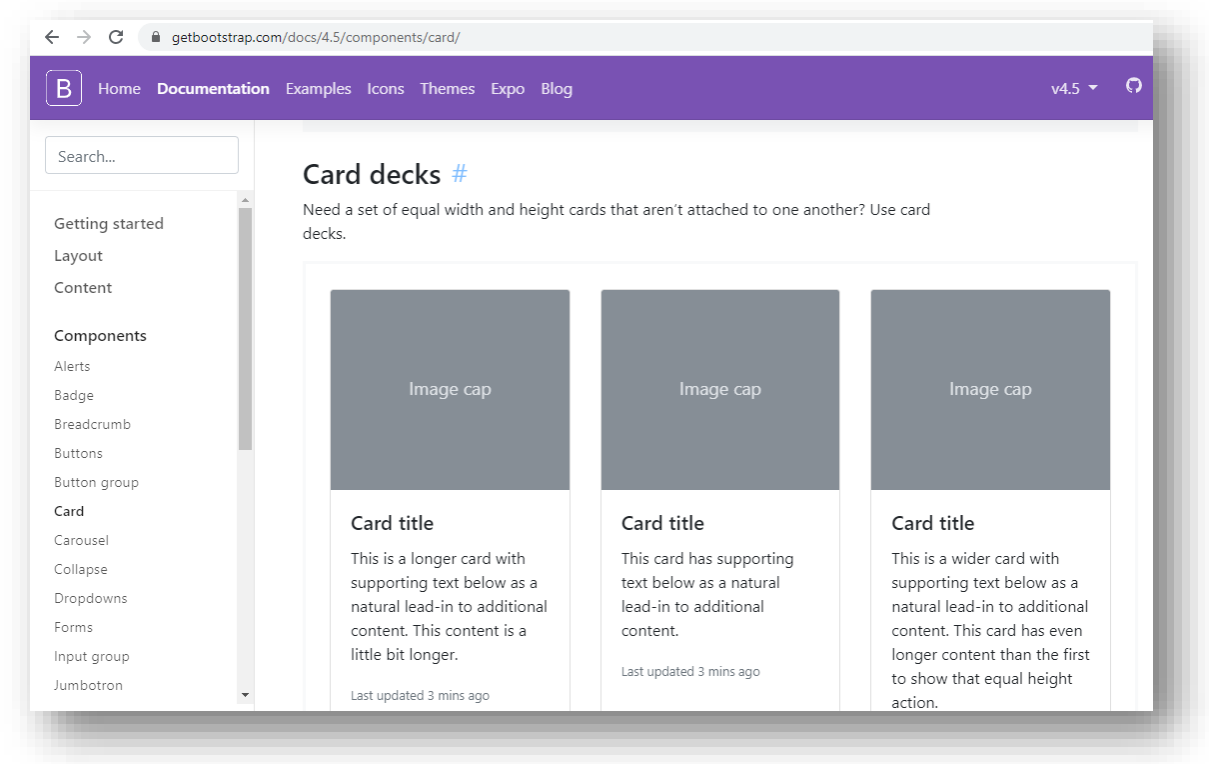 getbootstrap.com/docs/4.5/components/card/
B Home Documentation Examples Icons Themes Expo Blog v4.5
Search...
Getting started
Layout
Content
Components
Alerts
Badge
Breadcrumb
Buttons
Button group
Card
Carousel
Collapse
Dropdowns
Forms
Input group
Jumbotron
Card decks #
Need a set of equal width and height cards that aren't attached to one another? Use card
decks.
Image cap
Card title
This is a longer card with
supporting text below as a
natural lead-in to additional
content. This content is a
little bit longer.
Last updated 3 mins ago
Image cap
Card title
This card has supporting
text below as a natural
lead-in to additional
content.
Last updated 3 mins ago
Image cap
Card title
This is a wider card with
supporting text below as a
natural lead-in to additional
content. This card has even
longer content than the first
to show that equal height
action.